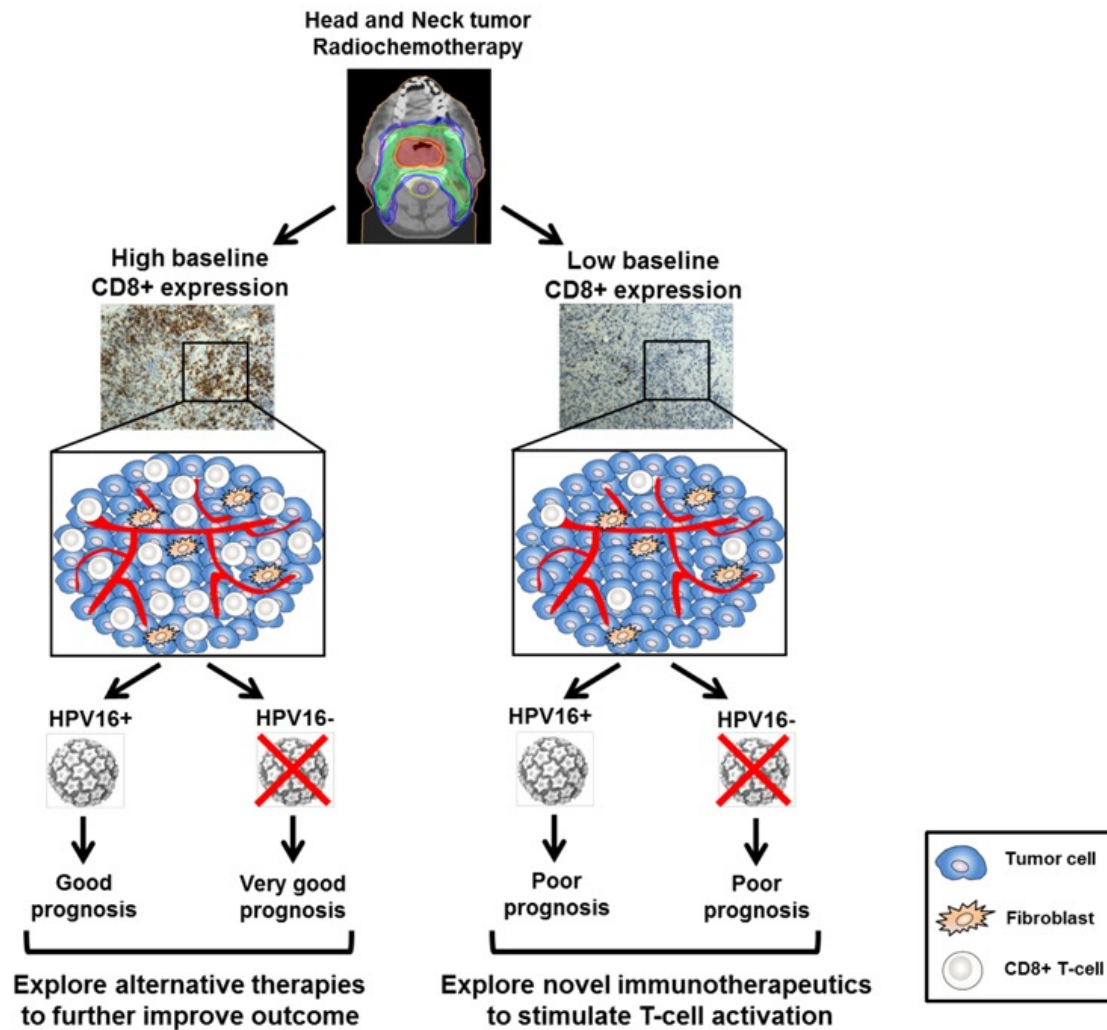 Head and Neck tumor
Radiochemotherapy
High baseline
CD8+ expression
Low baseline
CD8+ expression
HPV16+
HPV16-
HPV16+
HPV16-
Good
prognosis
Very good
prognosis
Poor
prognosis
Poor
prognosis
Explore alternative therapies
to further improve outcome
Explore novel immunotherapeutics
to stimulate T-cell activation
Tumor cell
Fibroblast
CD8+ T-cell